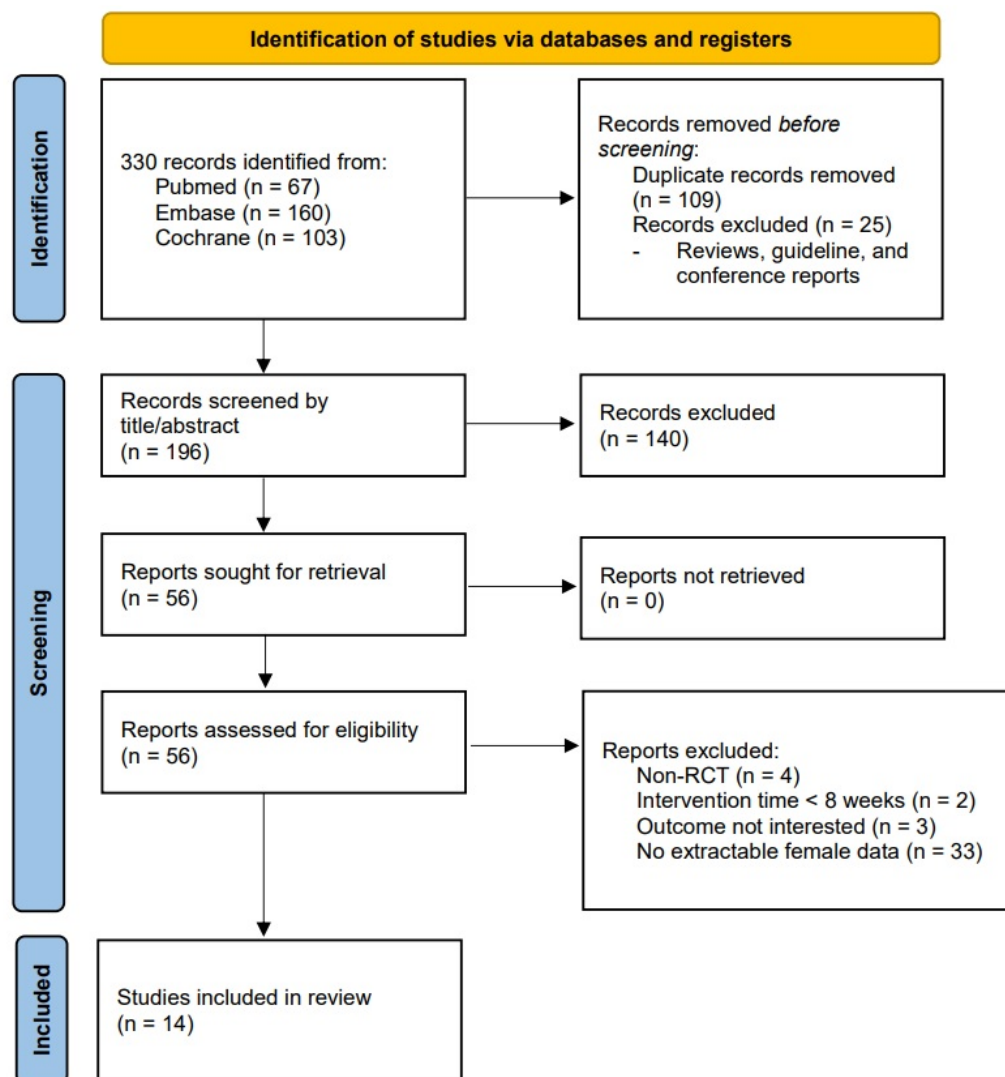 Identification of studies via databases and registers
Identification
330 records identified from:
Pubmed (n = 67)
Embase (n = 160)
Cochrane (n = 103)
Records removed before
screening:
Duplicate records removed
(n = 109)
Records excluded (n = 25)
- Reviews, guideline, and
conference reports
Screening
Records screened by
title/abstract
(n = 196)
Records excluded
(n = 140)
Reports sought for retrieval
(n = 56)
Reports not retrieved
(n = 0)
Reports assessed for eligibility
(n = 56)
Reports excluded:
Non-RCT (n = 4)
Intervention time < 8 weeks (n = 2)
Outcome not interested (n = 3)
No extractable female data (n = 33)
Included
Studies included in review
(n = 14)